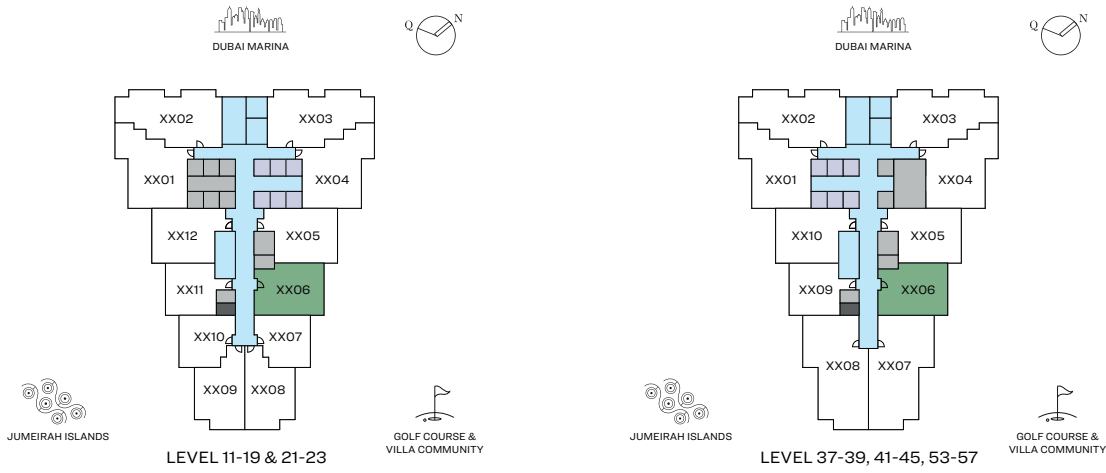 Q N
DUBAI MARINA
XX02 XX03
XX01 XX04
XX12 XX05
XX11 XX06
XX10 XX07
XX09 XX08
JUMEIRAH ISLANDS
GOLF COURSE &
VILLA COMMUNITY
LEVEL 11-19 & 21-23
Q N
DUBAI MARINA
XX02 XX03
XX01 XX04
XX10 XX05
XX09 XX06
XX08 XX07
JUMEIRAH ISLANDS
GOLF COURSE &
VILLA COMMUNITY
LEVEL 37-39, 41-45, 53-57